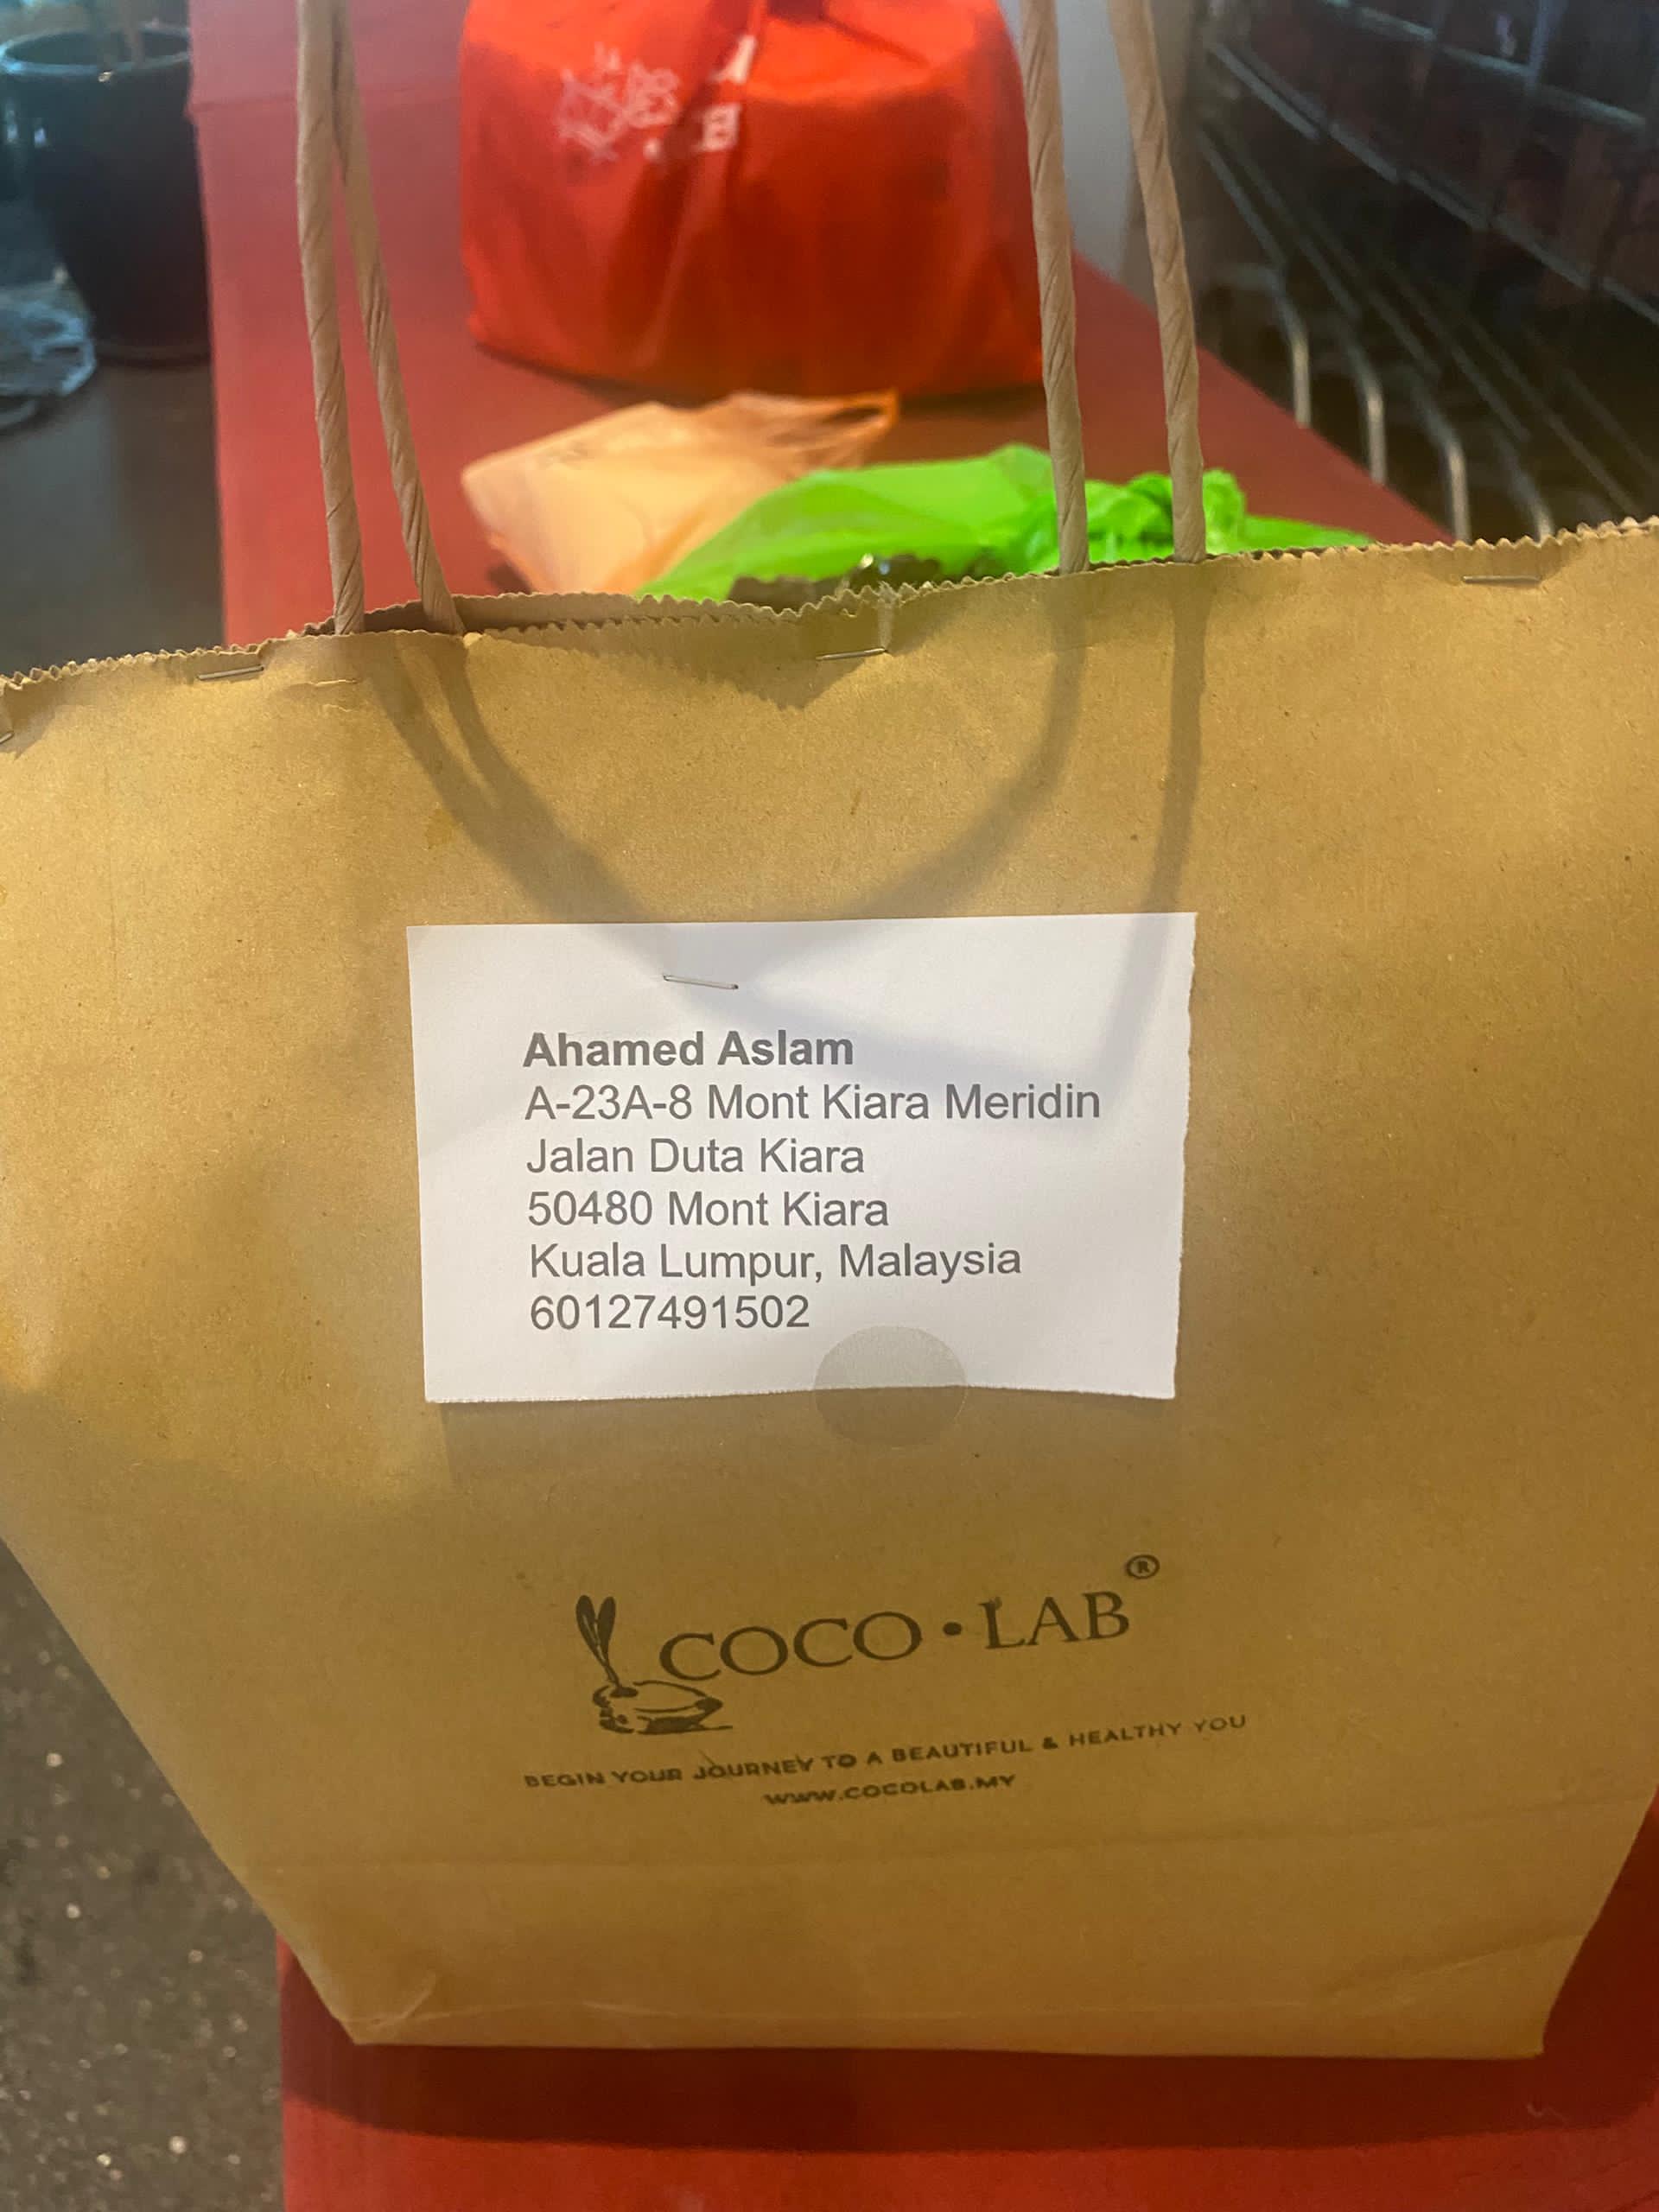 Ahamed Aslam
A-23A-8 Mont Kiara Meridin
Jalan Duta Kiara
50480 Mont Kiara
Kuala Lumpur, Malaysia
60127491502
COCO • LAB®
BEGIN YOUR JOURNEY TO A BEAUTIFUL & HEALTHY YOU
WWW.COCOLAB.MY